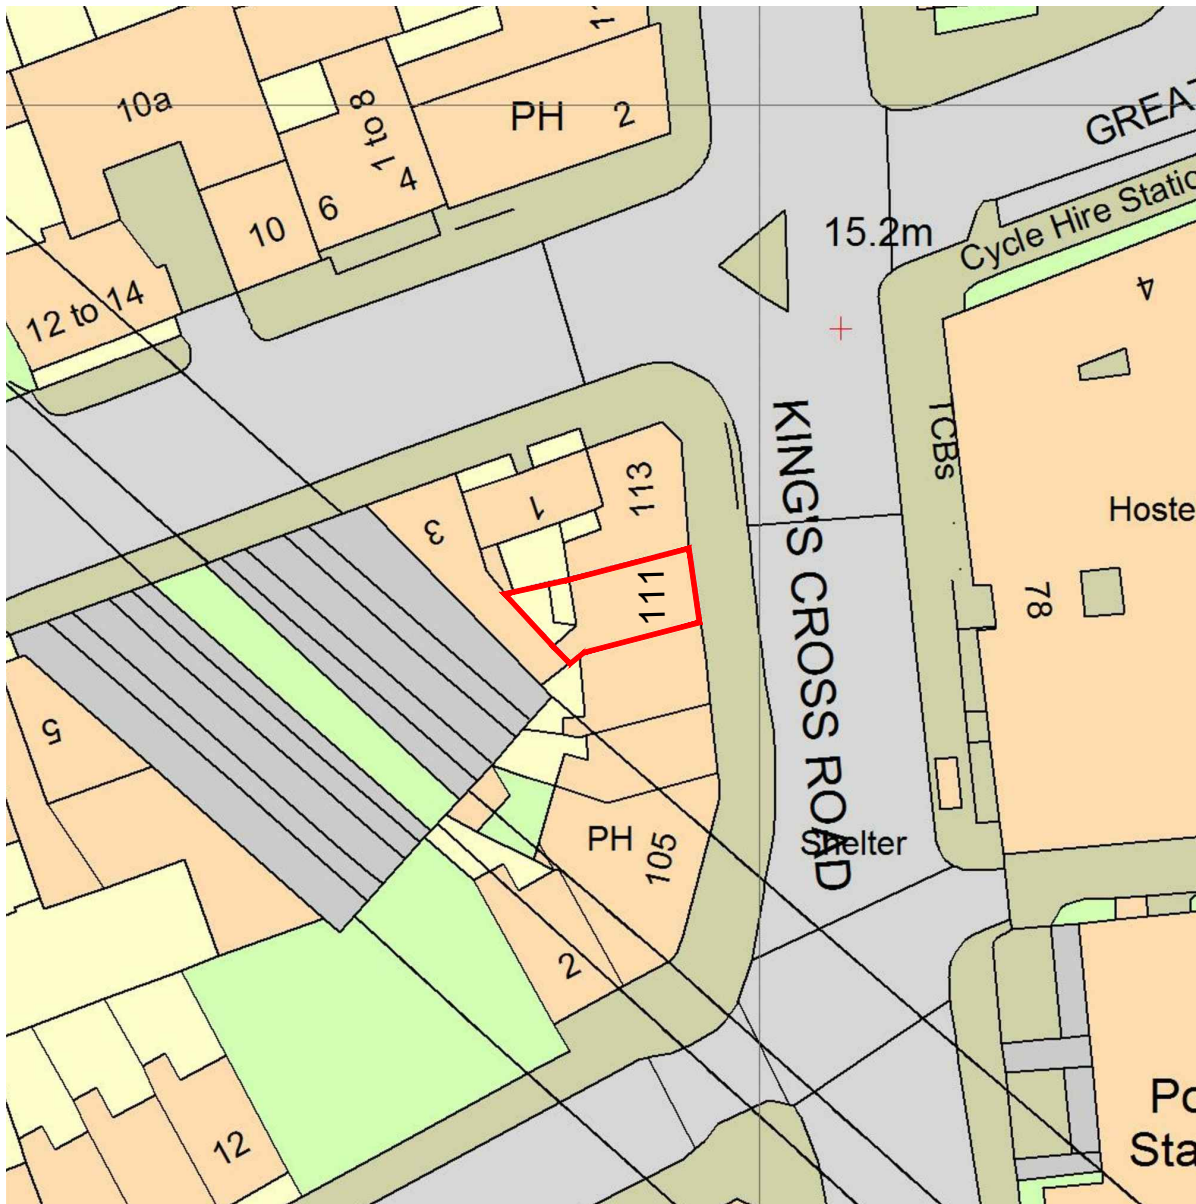 10a
1 to 8
PH
2
GREAT
4
6
10
15.2m
Cycle Hire Static
12 to 14
4
TCBs
KING'S CROSS ROAD
113
1
3
Hoste
111
78
5
PH
105
Shelter
2
Po
Sta
12